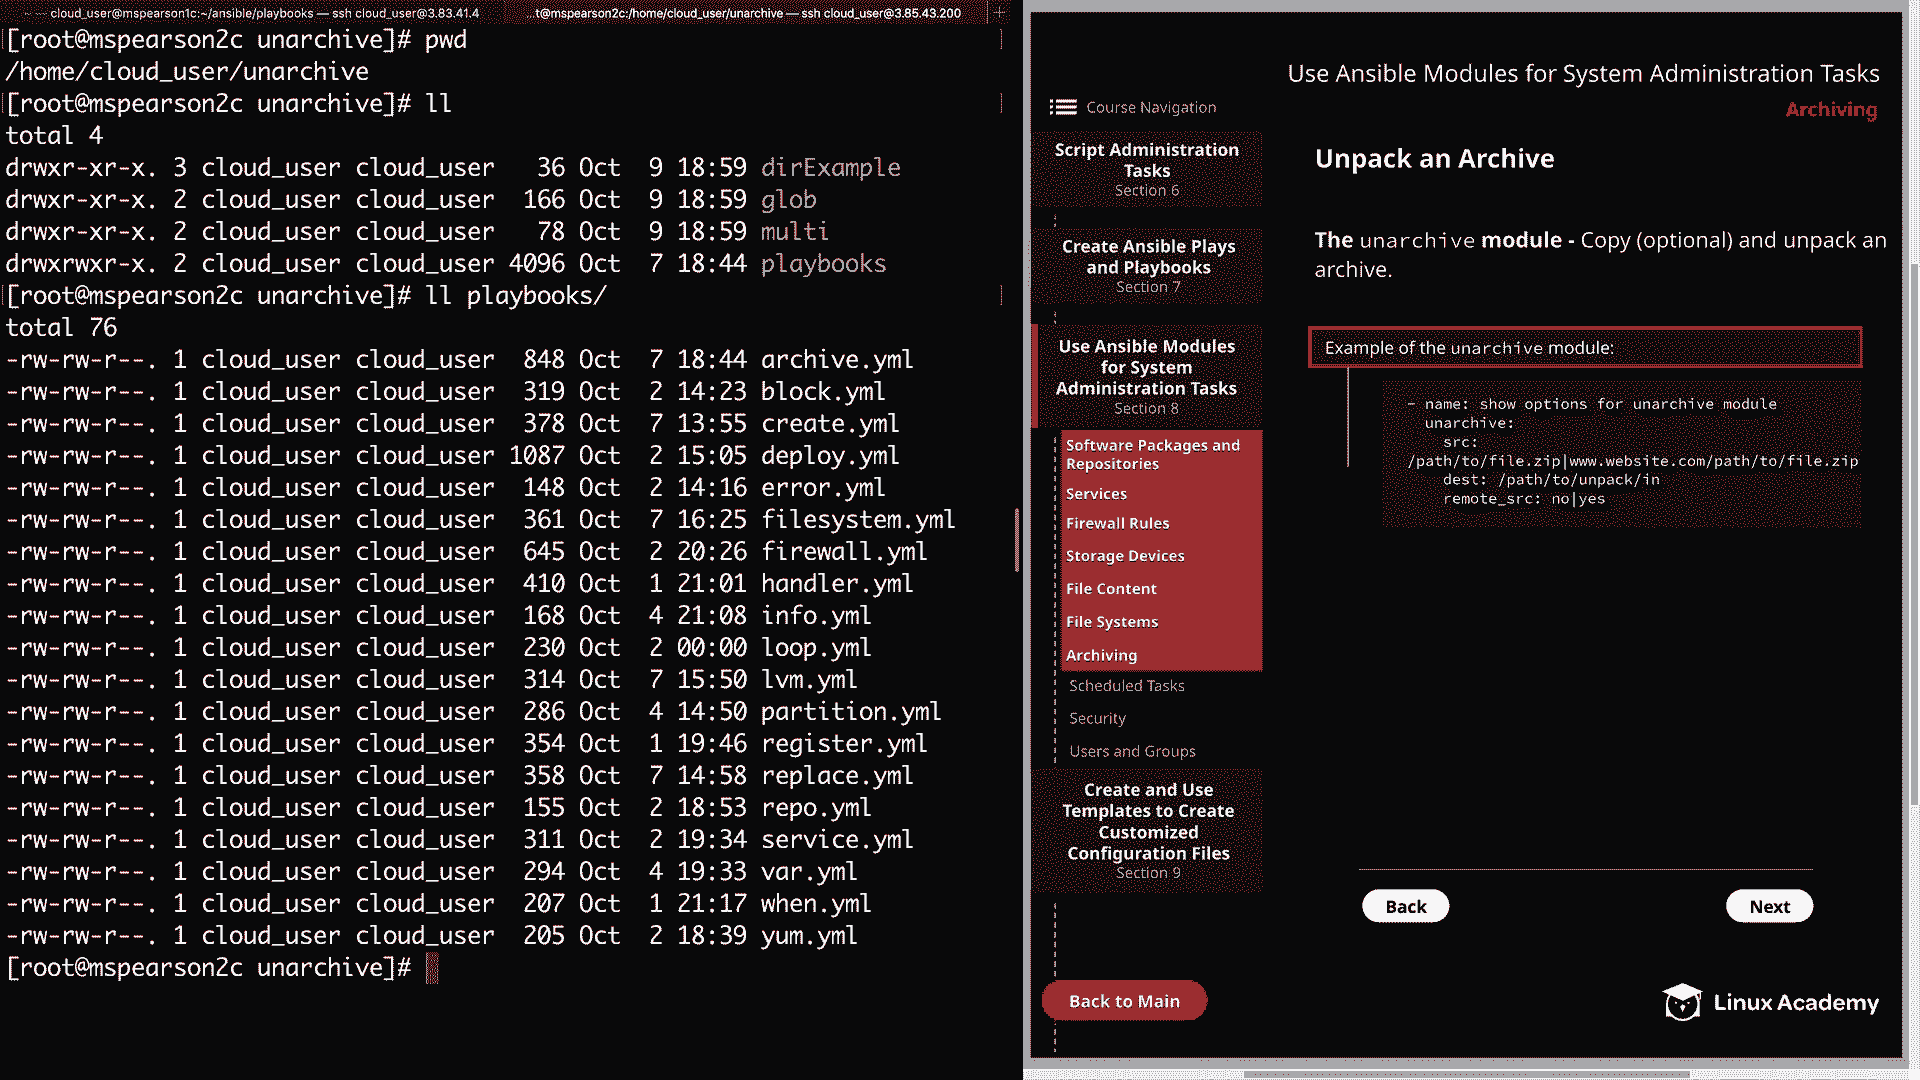 cloud_user@mspearson1c:~/ansible/playbooks — ssh cloud_user@3.83.41.4
...t@mspearson2c:/home/cloud_user/unarchive — ssh cloud_user@3.85.43.200
[root@mspearson2c unarchive]# pwd
/home/cloud_user/unarchive
[root@mspearson2c unarchive]# ll
total 4
drwxr-xr-x. 3 cloud_user cloud_user   36 Oct  9 18:59 dirExample
drwxr-xr-x. 2 cloud_user cloud_user  166 Oct  9 18:59 glob
drwxr-xr-x. 2 cloud_user cloud_user   78 Oct  9 18:59 multi
drwxrwxr-x. 2 cloud_user cloud_user 4096 Oct  7 18:44 playbooks
[root@mspearson2c unarchive]# ll playbooks/
total 76
-rw-rw-r--. 1 cloud_user cloud_user  848 Oct  7 18:44 archive.yml
-rw-rw-r--. 1 cloud_user cloud_user  319 Oct  2 14:23 block.yml
-rw-rw-r--. 1 cloud_user cloud_user  378 Oct  7 13:55 create.yml
-rw-rw-r--. 1 cloud_user cloud_user 1087 Oct  2 15:05 deploy.yml
-rw-rw-r--. 1 cloud_user cloud_user  148 Oct  2 14:16 error.yml
-rw-rw-r--. 1 cloud_user cloud_user  361 Oct  7 16:25 filesystem.yml
-rw-rw-r--. 1 cloud_user cloud_user  645 Oct  2 20:26 firewall.yml
-rw-rw-r--. 1 cloud_user cloud_user  410 Oct  1 21:01 handler.yml
-rw-rw-r--. 1 cloud_user cloud_user  168 Oct  4 21:08 info.yml
-rw-rw-r--. 1 cloud_user cloud_user  230 Oct  2 00:00 loop.yml
-rw-rw-r--. 1 cloud_user cloud_user  314 Oct  7 15:50 lvm.yml
-rw-rw-r--. 1 cloud_user cloud_user  286 Oct  4 14:50 partition.yml
-rw-rw-r--. 1 cloud_user cloud_user  354 Oct  1 19:46 register.yml
-rw-rw-r--. 1 cloud_user cloud_user  358 Oct  7 14:58 replace.yml
-rw-rw-r--. 1 cloud_user cloud_user  155 Oct  2 18:53 repo.yml
-rw-rw-r--. 1 cloud_user cloud_user  311 Oct  2 19:34 service.yml
-rw-rw-r--. 1 cloud_user cloud_user  294 Oct  4 19:33 var.yml
-rw-rw-r--. 1 cloud_user cloud_user  207 Oct  1 21:17 when.yml
-rw-rw-r--. 1 cloud_user cloud_user  205 Oct  2 18:39 yum.yml
[root@mspearson2c unarchive]#
Use Ansible Modules for System Administration Tasks
Archiving
Course Navigation
Script Administration
Tasks
Section 6
Create Ansible Plays
and Playbooks
Section 7
Use Ansible Modules
for System
Administration Tasks
Section 8
Software Packages and
Repositories
Services
Firewall Rules
Storage Devices
File Content
File Systems
Archiving
Scheduled Tasks
Security
Users and Groups
Create and Use
Templates to Create
Customized
Configuration Files
Section 9
Back to Main
Unpack an Archive
The unarchive module - Copy (optional) and unpack an
archive.
Example of the unarchive module:
- name: show options for unarchive module
  unarchive:
    src:
/path/to/file.zip|www.website.com/path/to/file.zip
    dest: /path/to/unpack/in
    remote_src: no|yes
Back
Next
Linux Academy